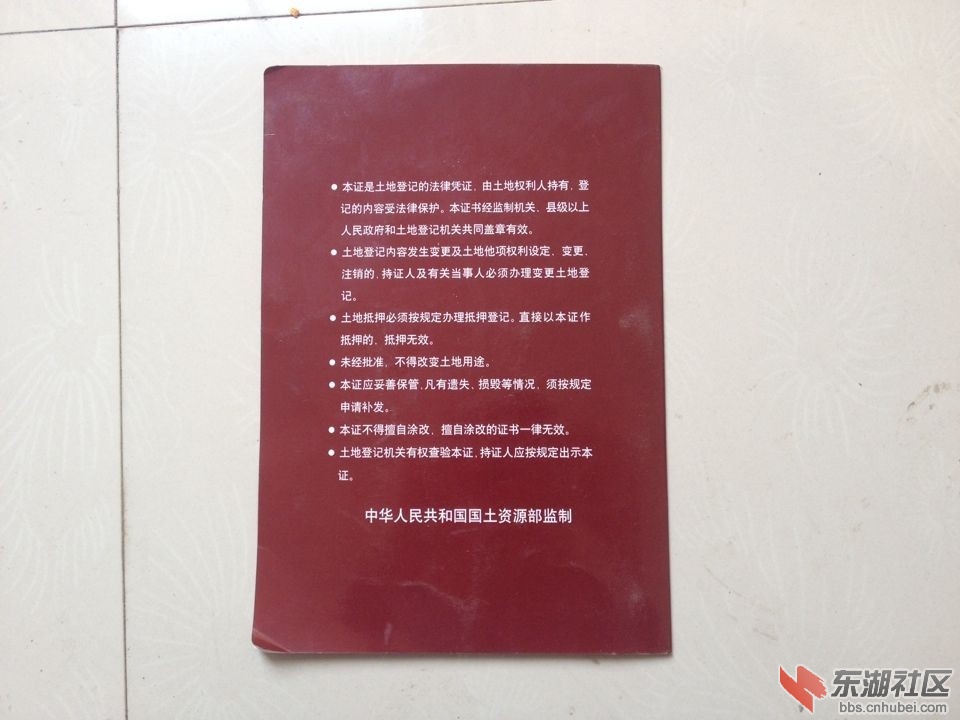 ● 本证是土地登记的法律凭证，由土地权利人持有，登
记的内容受法律保护。本证书经监制机关、县级以上
人民政府和土地登记机关共同盖章有效。
● 土地登记内容发生变更及土地他项权利设定、变更、
注销的，持证人及有关当事人必须办理变更土地登
记。
● 土地抵押必须按规定办理抵押登记。直接以本证作
抵押的，抵押无效。
● 未经批准，不得改变土地用途。
● 本证应妥善保管，凡有遗失、损毁等情况，须按规定
申请补发。
● 本证不得擅自涂改，擅自涂改的证书一律无效。
● 土地登记机关有权查验本证，持证人应按规定出示本
证。
中华人民共和国国土资源部监制
东湖社区
bbs.cnhubei.com